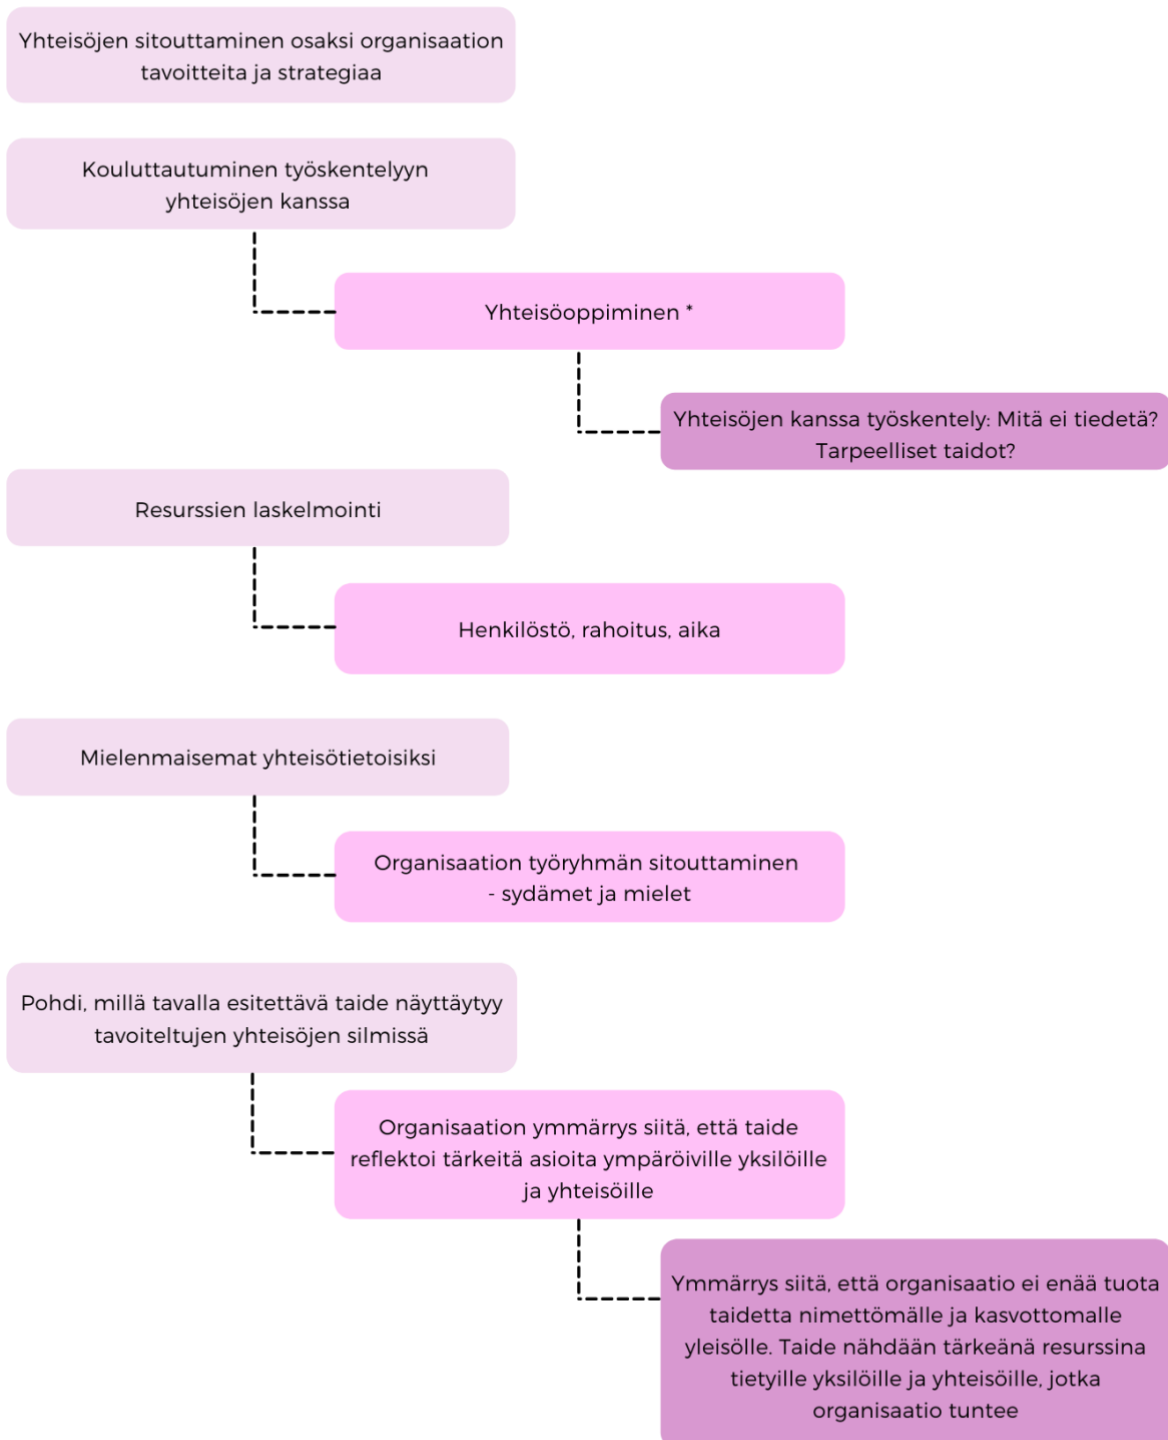 Yhteisöjen sitouttaminen osaksi organisaation
tavoitteita ja strategiaa
Kouluttautuminen työskentelyyn
yhteisöjen kanssa
Yhteisöoppiminen *
Yhteisöjen kanssa työskentely: Mitä ei tiedetä?
Tarpeelliset taidot?
Resurssien laskelmointi
Henkilöstö, rahoitus, aika
Mielenmaisemat yhteisötietoisiksi
Organisaation työryhmän sitouttaminen
- sydämet ja mielet
Pohdi, millä tavalla esitettävä taide näyttäytyy
tavoiteltujen yhteisöjen silmissä
Organisaation ymmärrys siitä, että taide
reflektoi tärkeitä asioita ympäröiville yksilöille
ja yhteisöille
Ymmärrys siitä, että organisaatio ei enää tuota
taidetta nimettömälle ja kasvottomalle
yleisölle. Taide nähdään tärkeänä resurssina
tietyille yksilöille ja yhteisöille, jotka
organisaatio tuntee